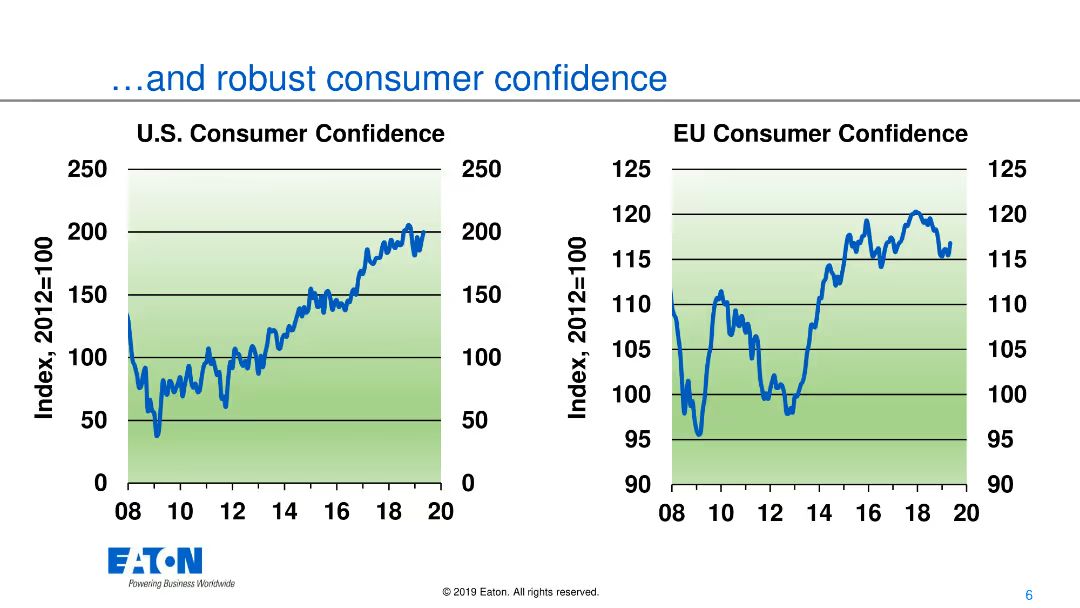 …and robust consumer confidence
U.S. Consumer Confidence
250
200
150
100
50
0
Index, 2012=100
250
200
150
100
50
0
08 10 12 14 16 18 20
EU Consumer Confidence
125
120
115
110
105
100
95
90
Index, 2012=100
125
120
115
110
105
100
95
90
08 10 12 14 16 18 20
EATON
Powering Business Worldwide
© 2019 Eaton. All rights reserved.
6